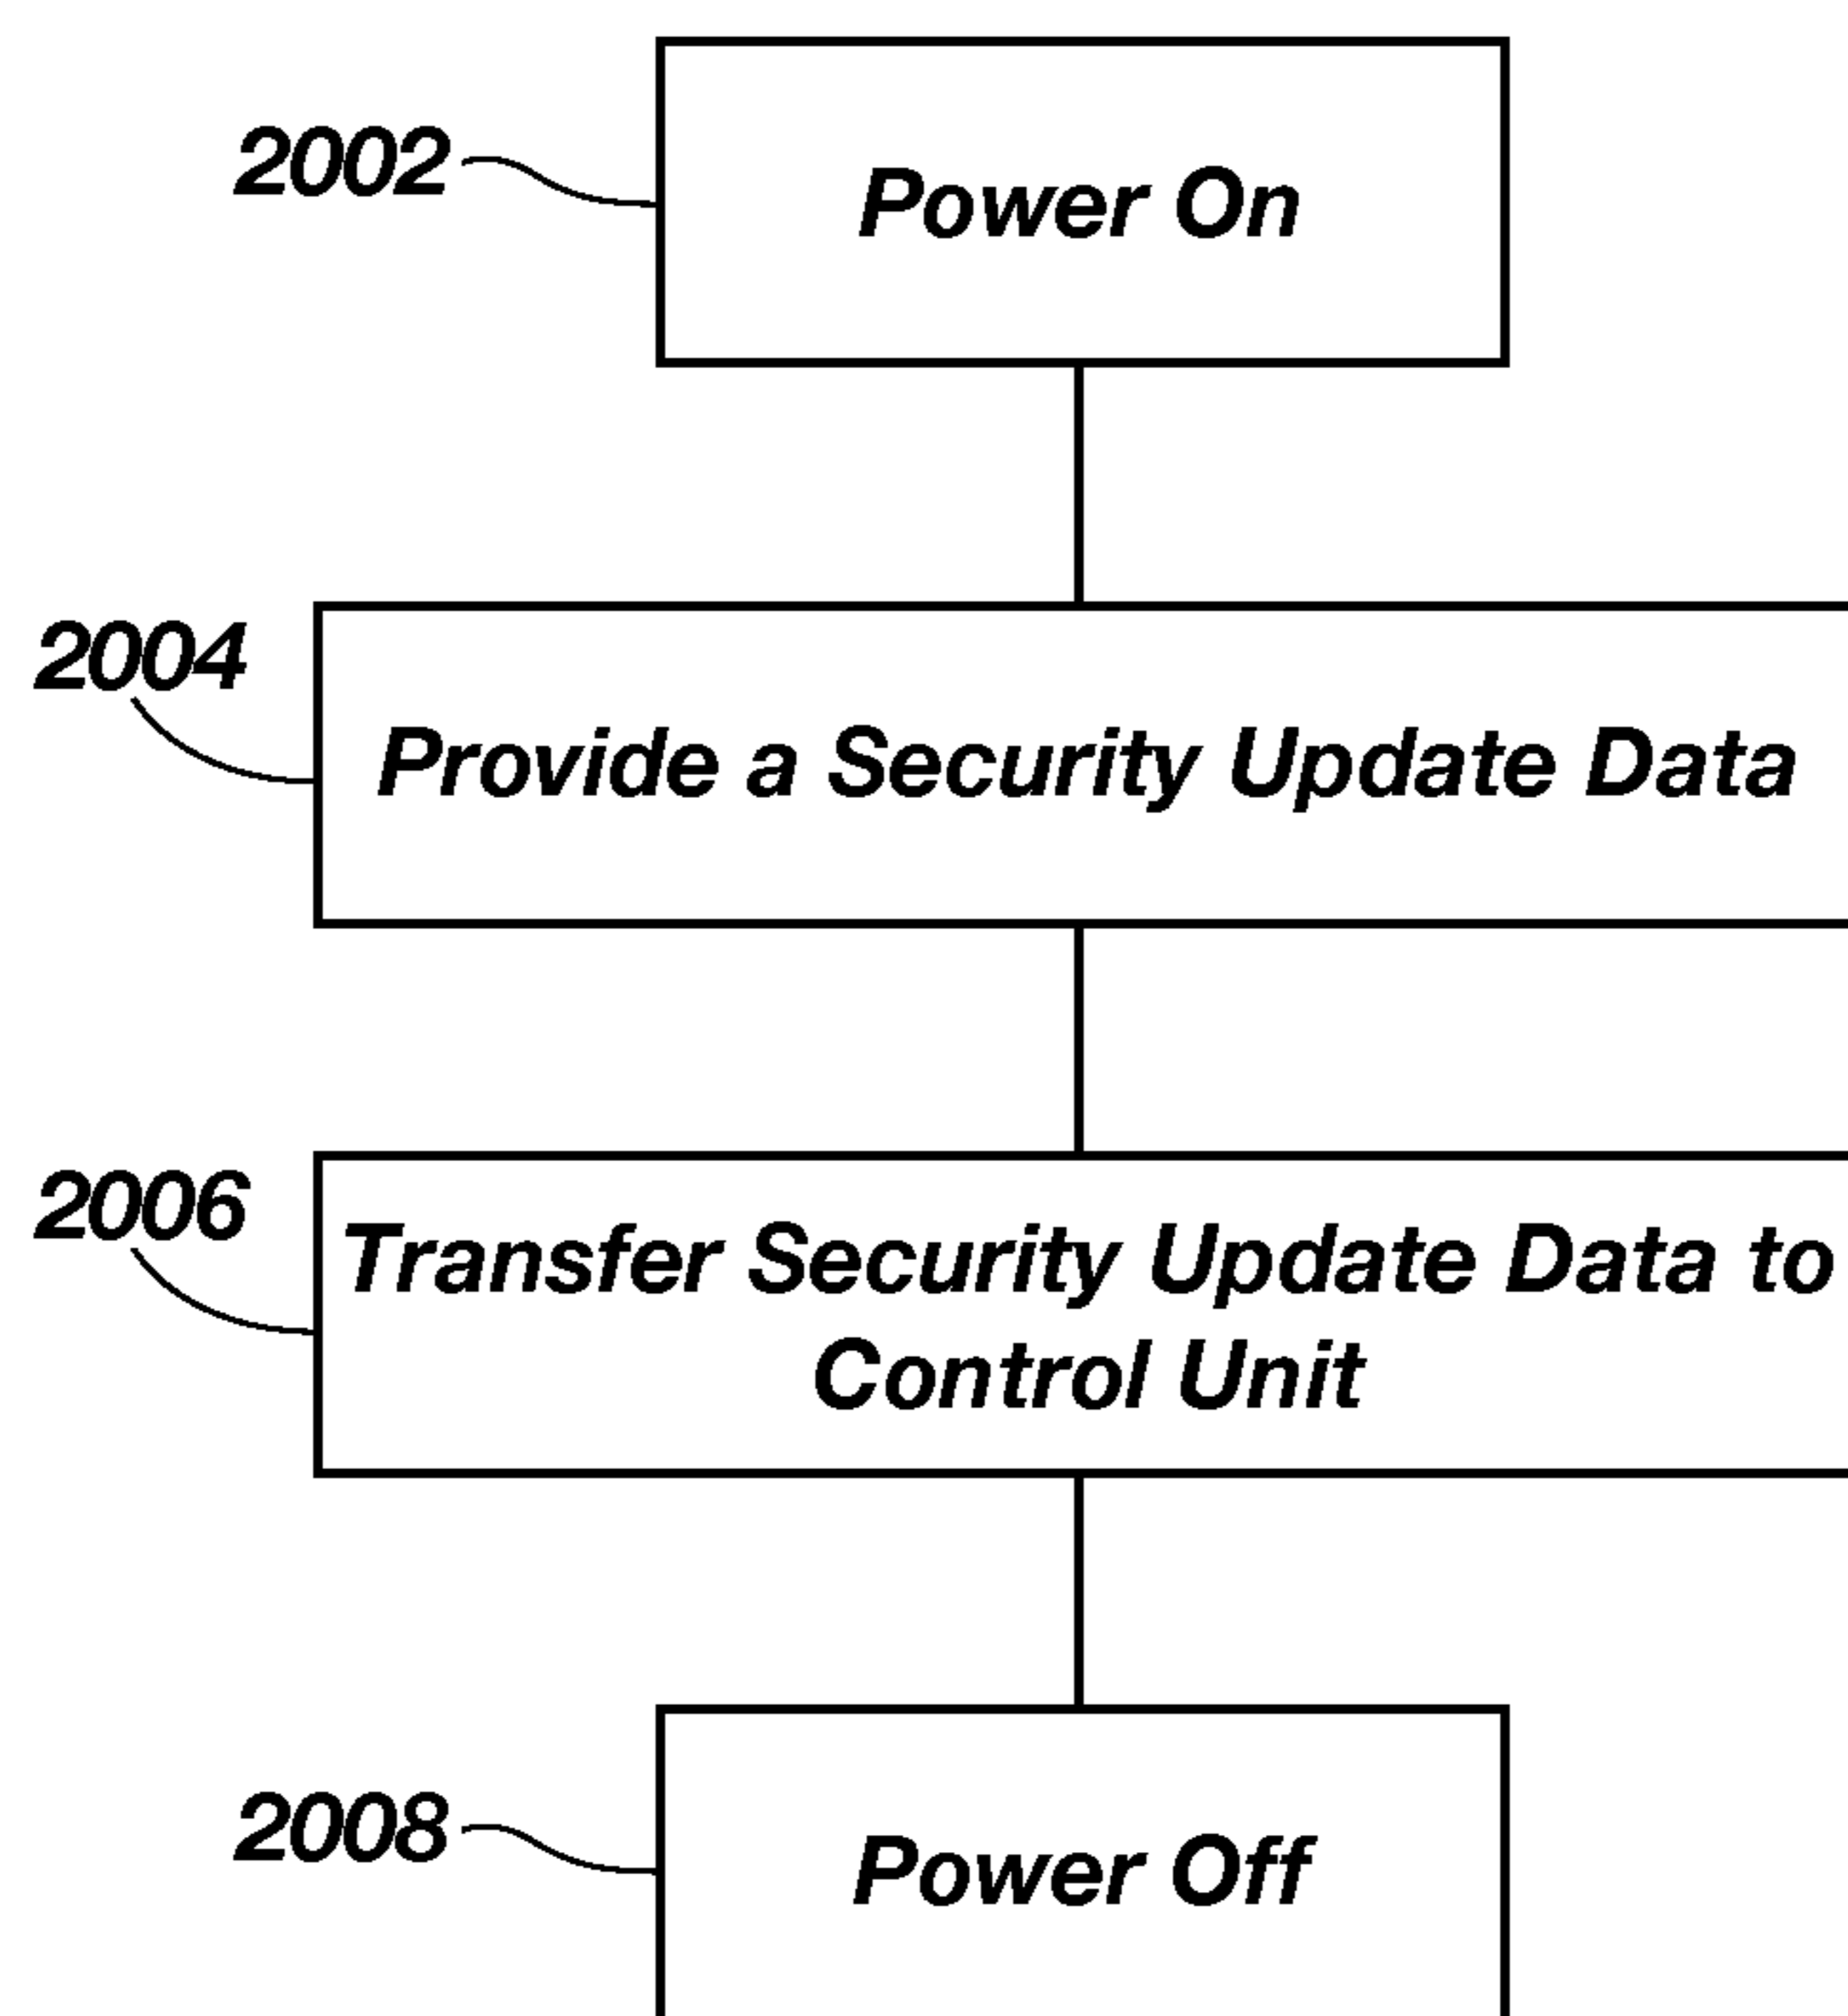 2002
Power On
2004
Provide a Security Update Data
2006
Transfer Security Update Data to
Control Unit
2008
Power Off